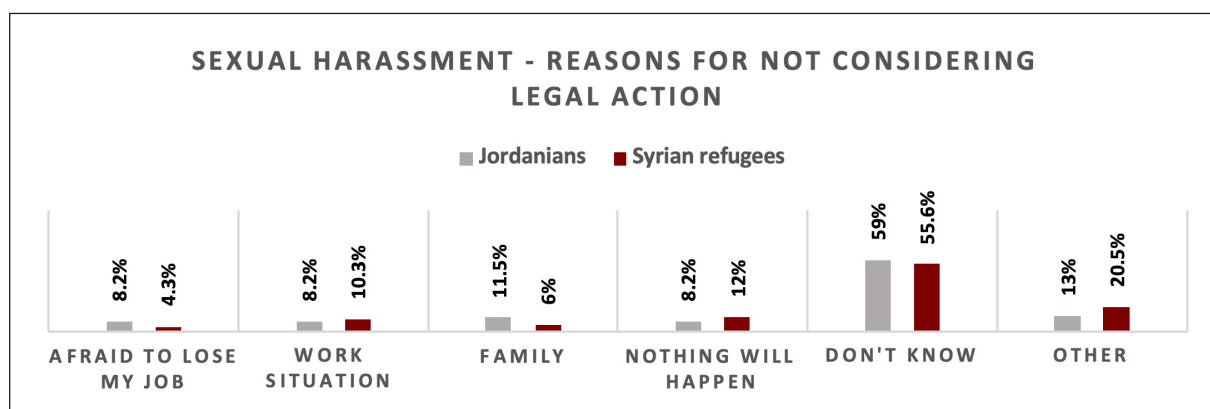 SEXUAL HARASSMENT - REASONS FOR NOT CONSIDERING
LEGAL ACTION
Jordanians Syrian refugees
8.2% 4.3% 8.2% 10.3% 11.5% 6% 8.2% 12% 59% 55.6% 13% 20.5%
AFRAID TO LOSE
MY JOB
WORK
SITUATION
FAMILY
NOTHING WILL
HAPPEN
DON'T KNOW
OTHER